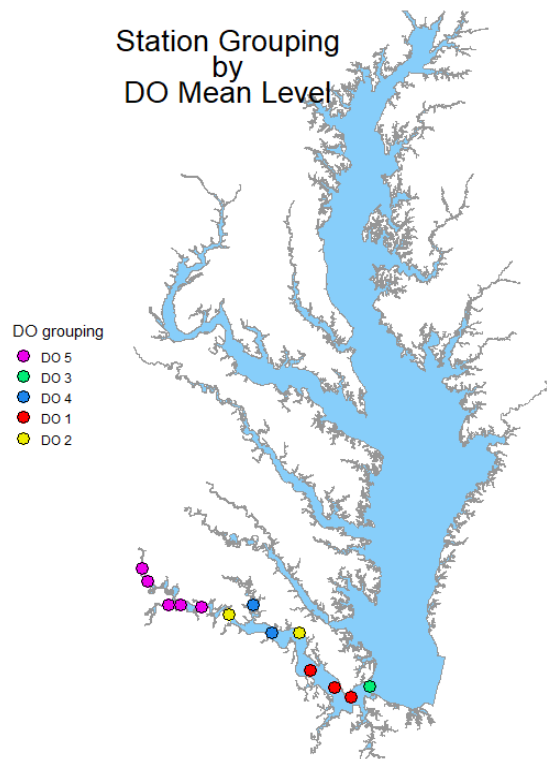 Station Grouping
by
DO Mean Level
DO grouping
DO 5
DO 3
DO 4
DO 1
DO 2